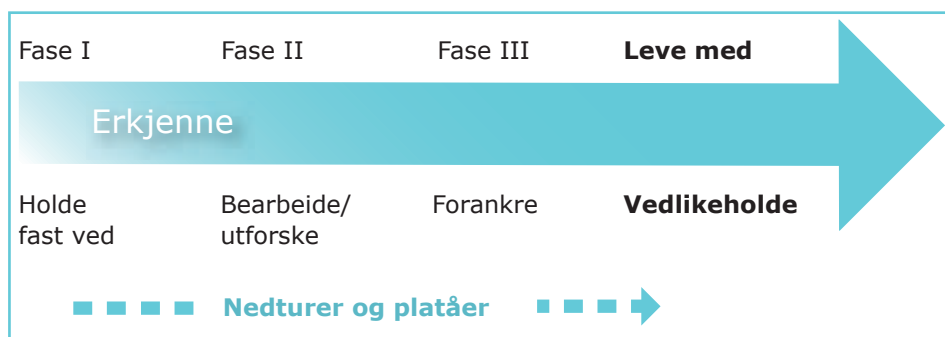 Fase I Fase II Fase III Leve med
Erkjenne
Holde Bearbeide/ Forankre Vedlikeholde
fast ved utforske
Nedturer og platåer